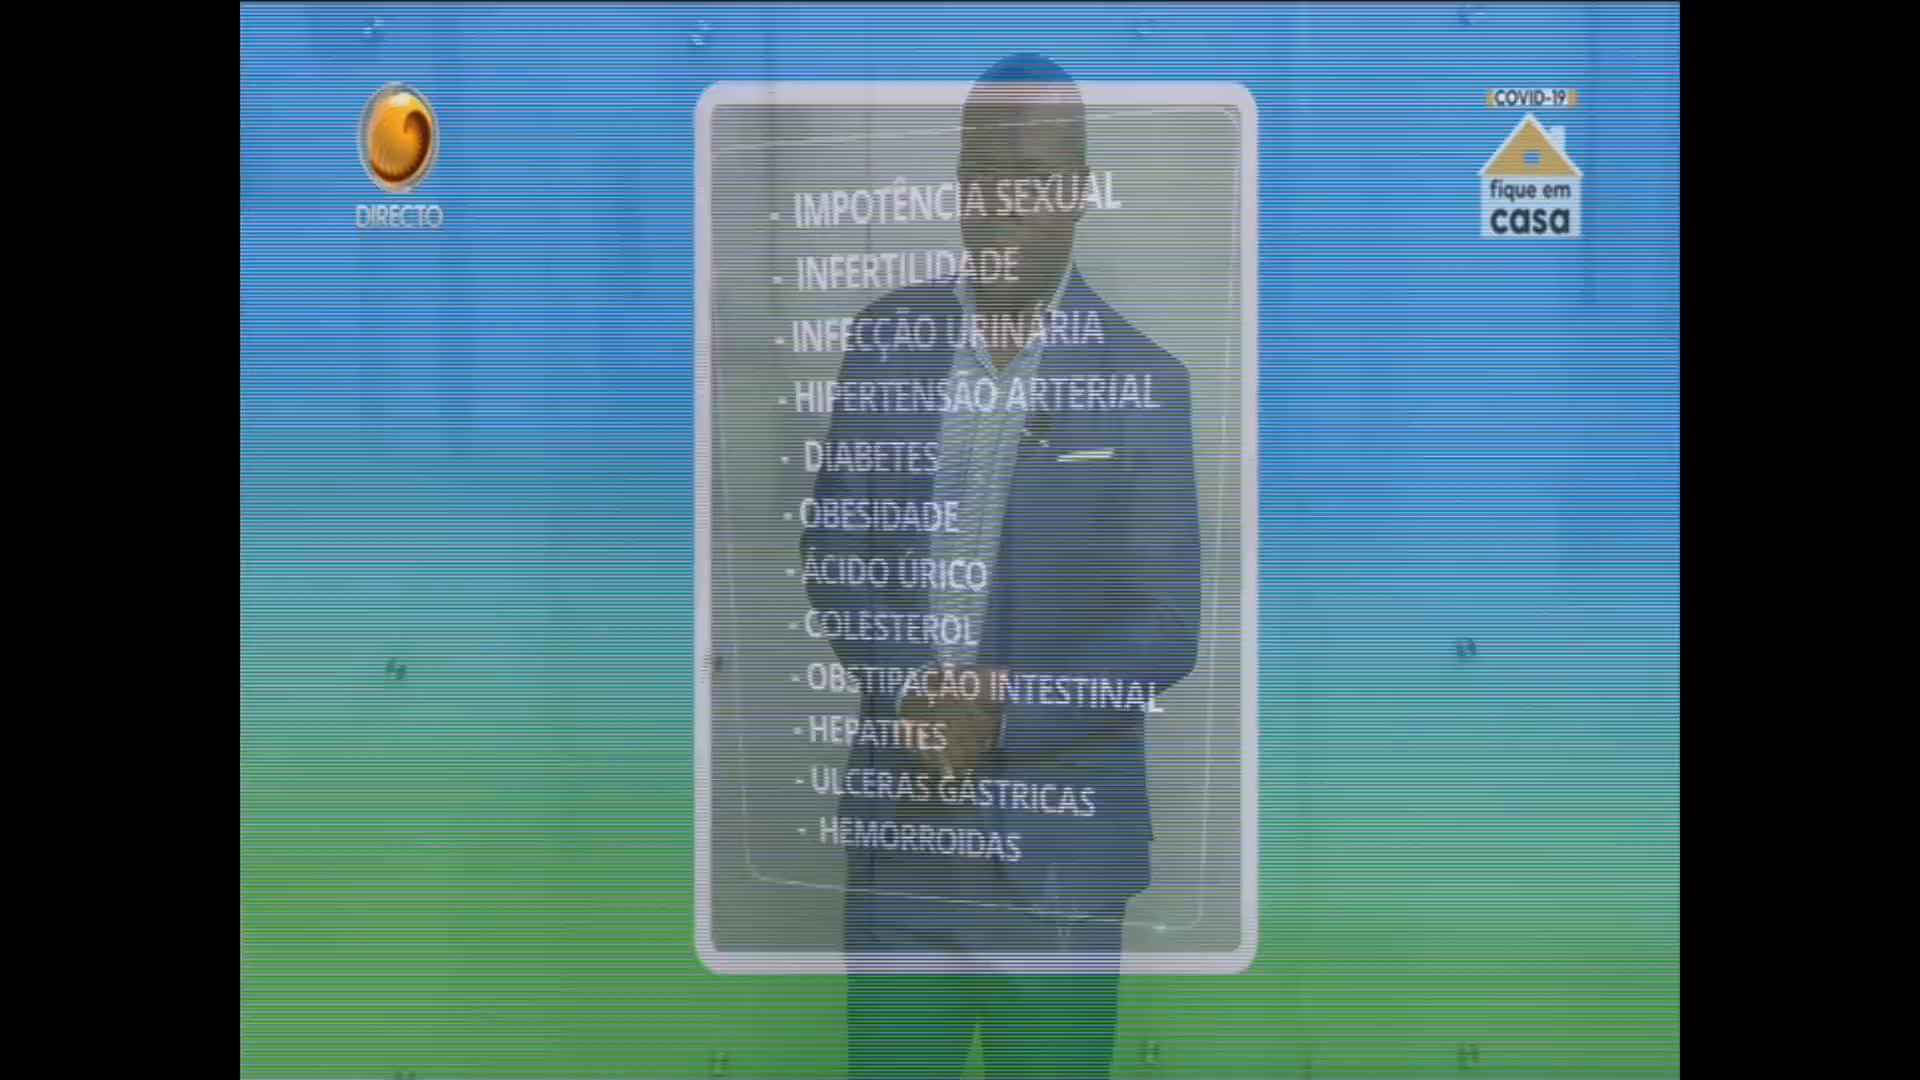 COVID-19
fique em
casa
DIRECTO
- IMPOTÊNCIA SEXUAL
- INFERTILIDADE
- INFECÇÃO URINÁRIA
- HIPERTENSÃO ARTERIAL
- DIABETES
- OBESIDADE
- ÁCIDO ÚRICO
- COLESTEROL
- OBSTIPAÇÃO INTESTINAL
- HEPATITES
- ULCERAS GÁSTRICAS
- HEMORROIDAS